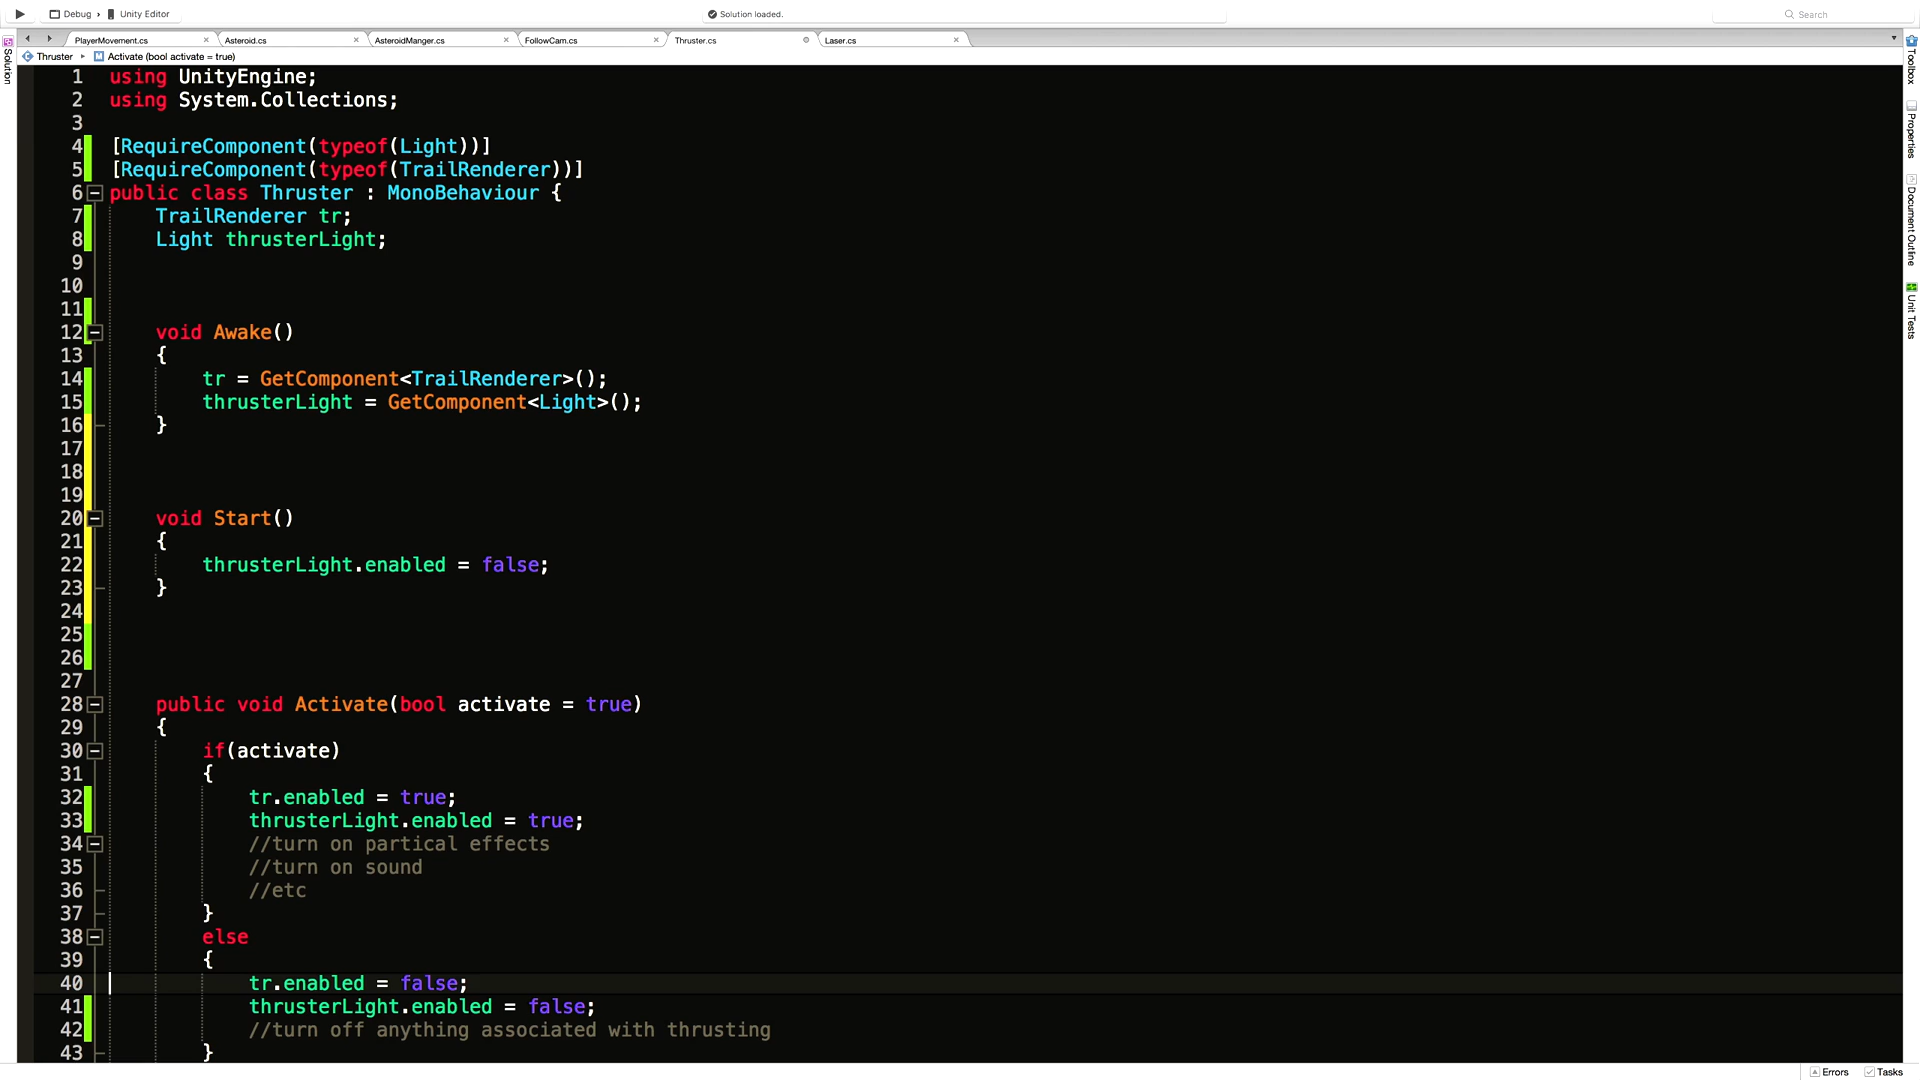 Debug › Unity Editor
Solution loaded.
Search
PlayerMovement.cs
Asteroid.cs
AsteroidManger.cs
FollowCam.cs
Thruster.cs
Laser.cs
Thruster
Activate (bool activate = true)
Solution
Toolbox
Properties
Document Outline
Unit Tests
1 using UnityEngine;
2 using System.Collections;
3
4 [RequireComponent(typeof(Light))]
5 [RequireComponent(typeof(TrailRenderer))]
6 public class Thruster : MonoBehaviour {
7 TrailRenderer tr;
8 Light thrusterLight;
9
10
11
12 void Awake()
13 {
14 tr = GetComponent<TrailRenderer>();
15 thrusterLight = GetComponent<Light>();
16 }
17
18
19
20 void Start()
21 {
22 thrusterLight.enabled = false;
23 }
24
25
26
27
28 public void Activate(bool activate = true)
29 {
30 if(activate)
31 {
32 tr.enabled = true;
33 thrusterLight.enabled = true;
34 //turn on partical effects
35 //turn on sound
36 //etc
37 }
38 else
39 {
40 tr.enabled = false;
41 thrusterLight.enabled = false;
42 //turn off anything associated with thrusting
43 }
Errors
Tasks